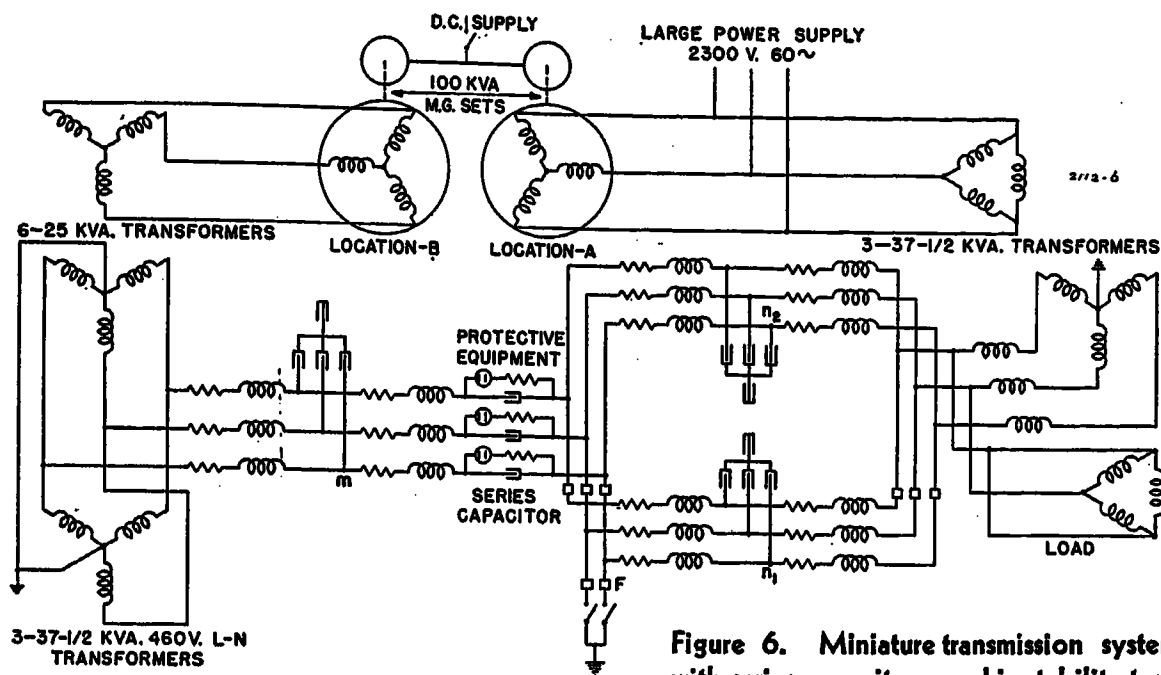 D.C. SUPPLY
LARGE POWER SUPPLY
2300 V. 60~
100 KVA
M.G. SETS
2112-6
6-25 KVA. TRANSFORMERS
LOCATION-B
LOCATION-A
3-37-1/2 KVA. TRANSFORMERS
PROTECTIVE
EQUIPMENT
n2
m
SERIES
CAPACITOR
n1
LOAD
F
3-37-1/2 KVA. 460V. L-N
TRANSFORMERS
Figure 6. Miniature transmission syste